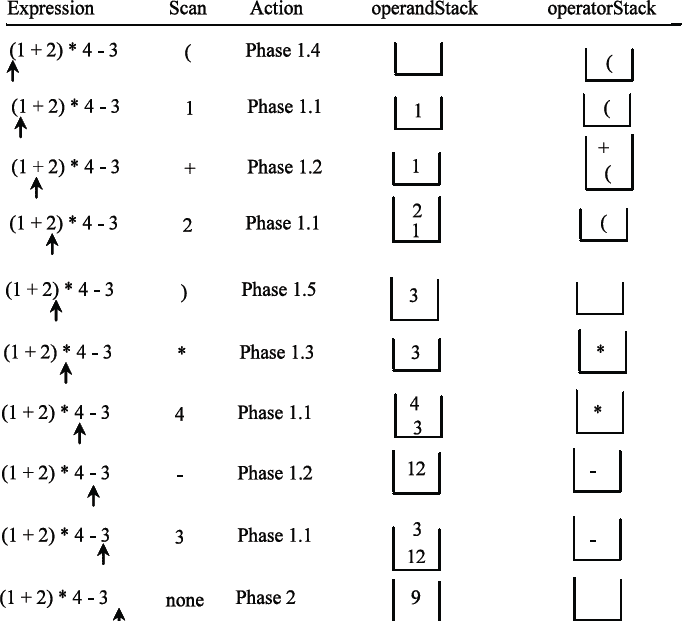 Expression Scan Action operandStack operatorStack
(1 + 2) * 4 - 3 ( Phase 1.4 (
(1 + 2) * 4 - 3 1 Phase 1.1 1 (
+
(1 + 2) * 4 - 3 + Phase 1.2 1 (
2
(1 + 2) * 4 - 3 2 Phase 1.1 1 (
(1 + 2) * 4 - 3 ) Phase 1.5 3
(1 + 2) * 4 - 3 * Phase 1.3 3 *
4
(1 + 2) * 4 - 3 4 Phase 1.1 3 *
(1 + 2) * 4 - 3 - Phase 1.2 12 -
3
(1 + 2) * 4 - 3 3 Phase 1.1 12 -
(1 + 2) * 4 - 3 none Phase 2 9